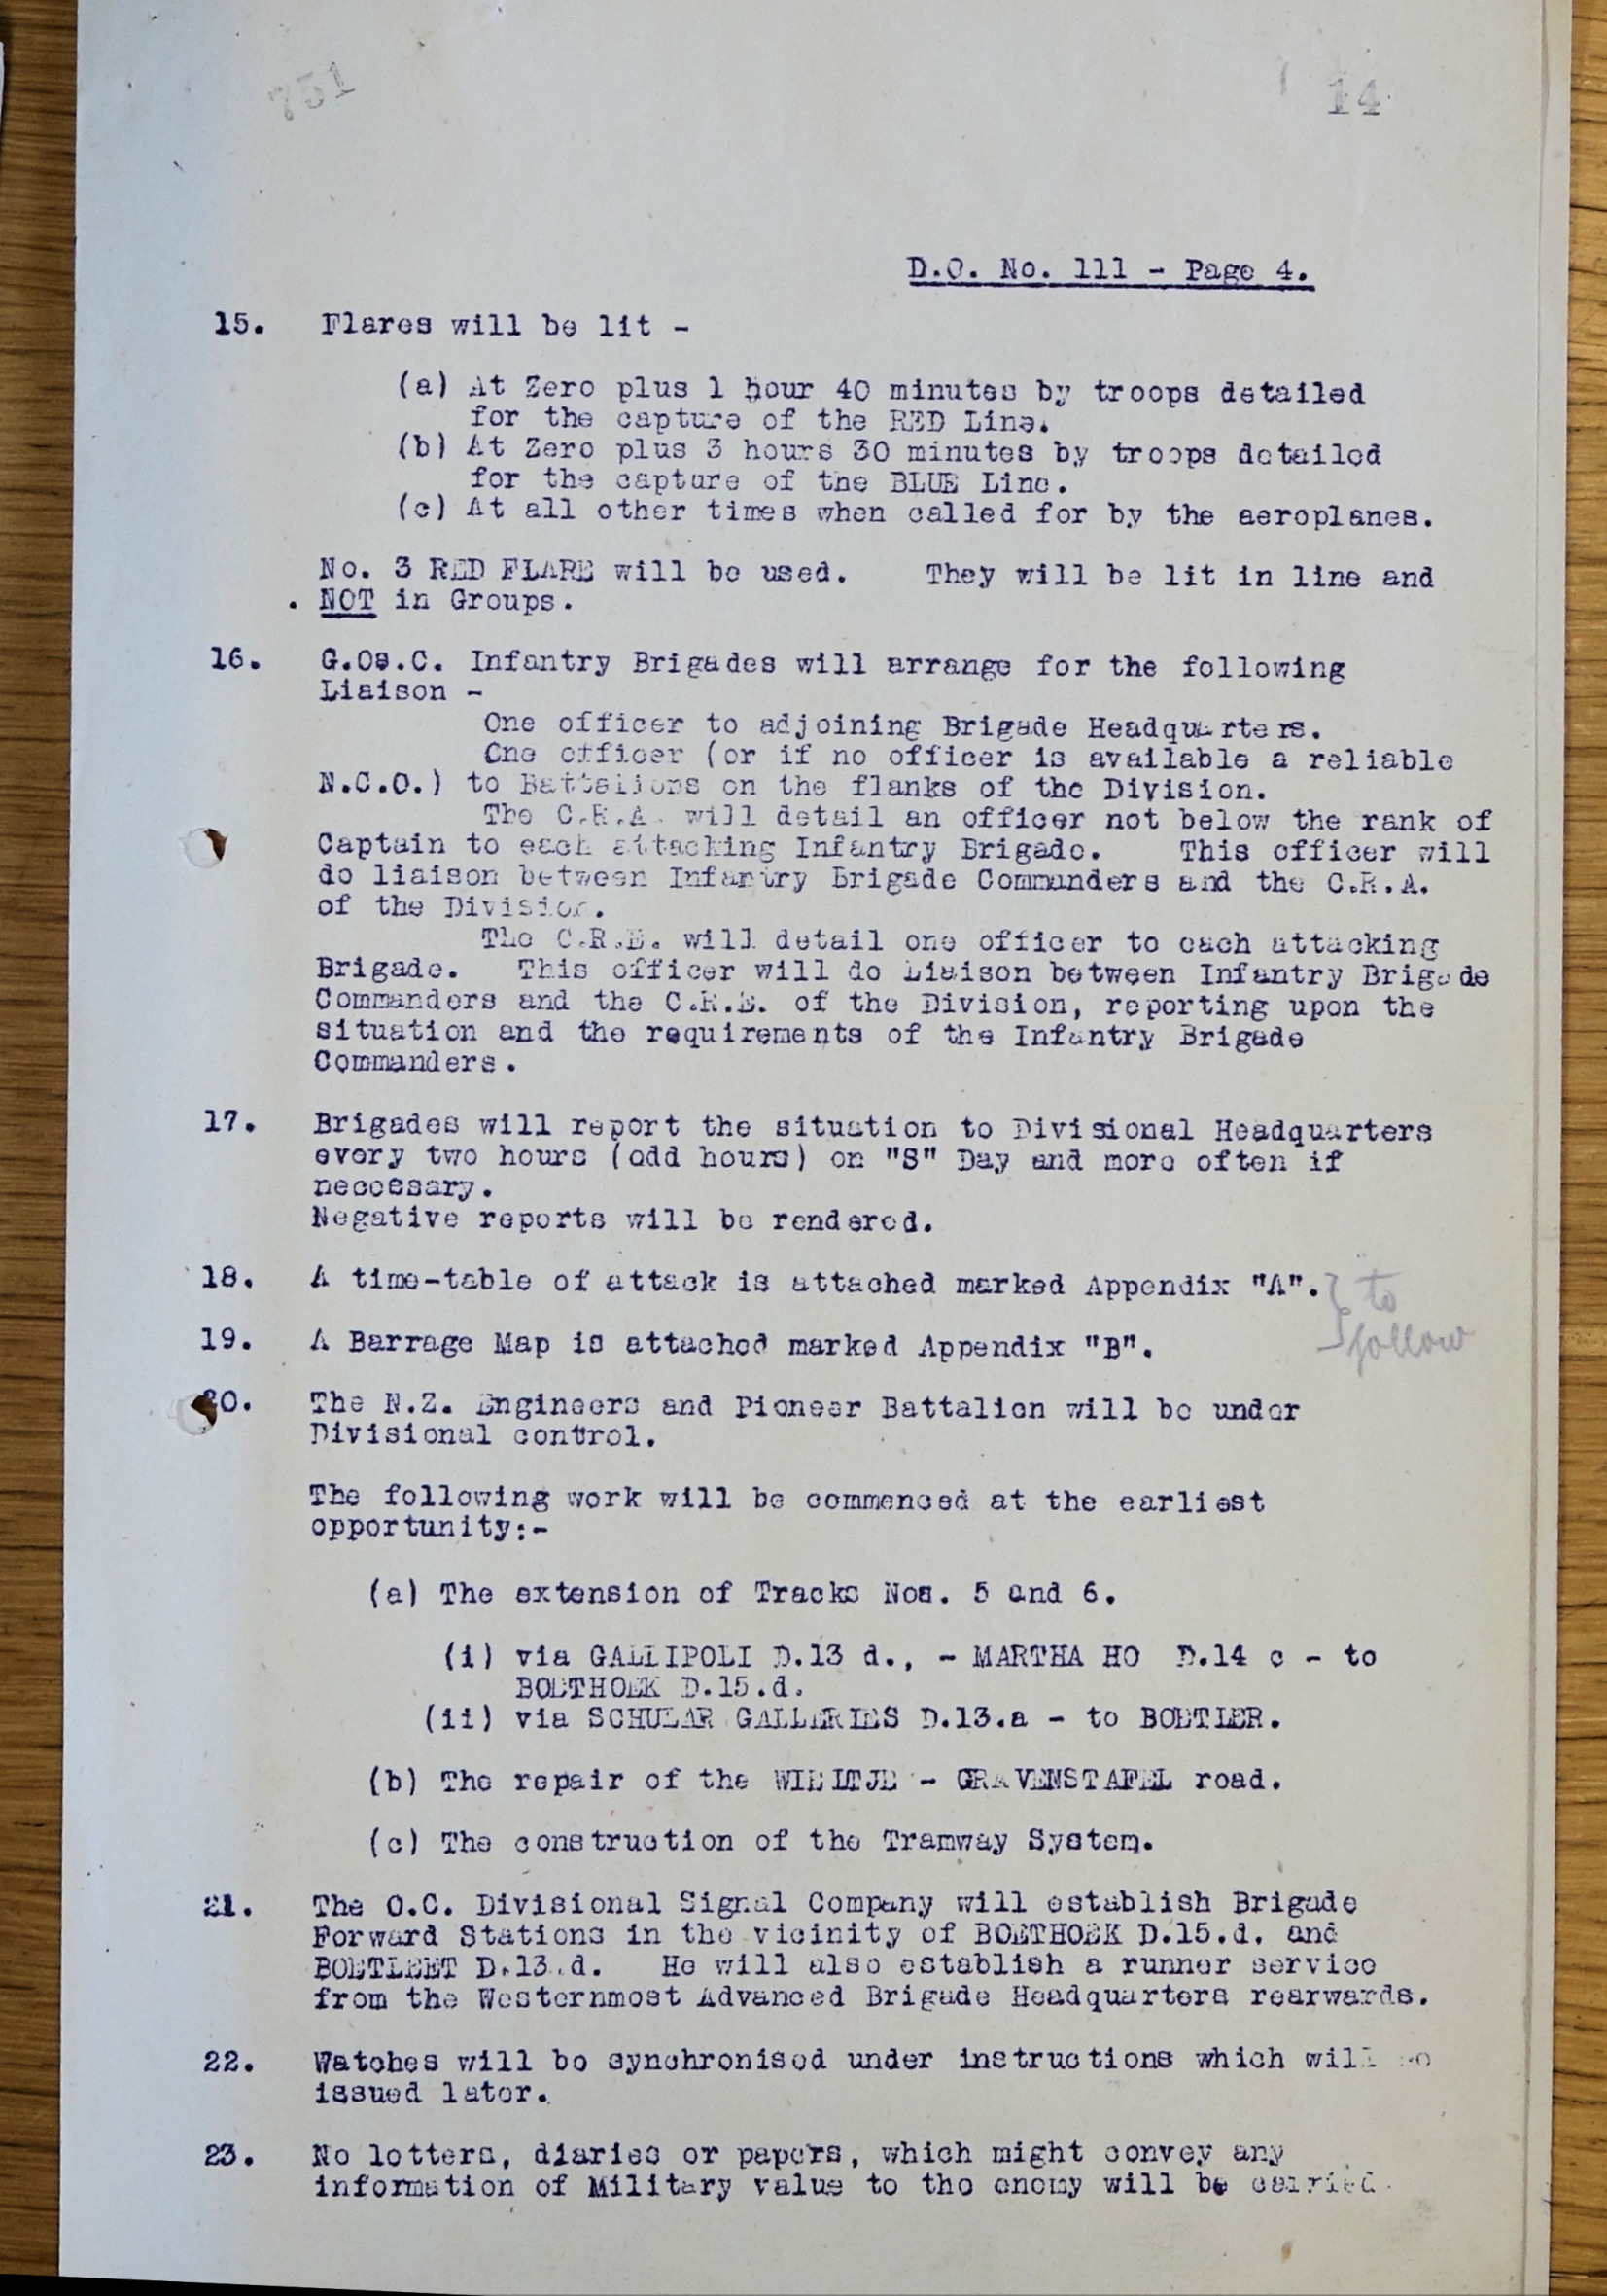 751
14
D.O. No. 111 - Page 4.
15. Flares will be lit -
(a) At Zero plus 1 hour 40 minutes by troops detailed
for the capture of the RED Line.
(b) At Zero plus 3 hours 30 minutes by troops detailed
for the capture of the BLUE Line.
(c) At all other times when called for by the aeroplanes.
No. 3 RED FLARE will be used. They will be lit in line and
NOT in Groups.
16. G.Os.C. Infantry Brigades will arrange for the following
Liaison -
One officer to adjoining Brigade Headquarters.
One officer (or if no officer is available a reliable
N.C.O.) to Battalions on the flanks of the Division.
The C.R.A. will detail an officer not below the rank of
Captain to each attacking Infantry Brigade. This officer will
do liaison between Infantry Brigade Commanders and the C.R.A.
of the Division.
The C.R.E. will detail one officer to each attacking
Brigade. This officer will do Liaison between Infantry Brigade
Commanders and the C.R.E. of the Division, reporting upon the
situation and the requirements of the Infantry Brigade
Commanders.
17. Brigades will report the situation to Divisional Headquarters
every two hours (odd hours) on "S" Day and more often if
necessary.
Negative reports will be rendered.
18. A time-table of attack is attached marked Appendix "A". } to
19. A Barrage Map is attached marked Appendix "B". follow
20. The N.Z. Engineers and Pioneer Battalion will be under
Divisional control.
The following work will be commenced at the earliest
opportunity:-
(a) The extension of Tracks Nos. 5 and 6.
(i) via GALLIPOLI D.13 d., - MARTHA HO D.14 c - to
BOETHOEK D.15.d.
(ii) via SCHULAR GALLERIES D.13.a - to BOETLER.
(b) The repair of the WIELTJE - GRAVENSTAFEL road.
(c) The construction of the Tramway System.
21. The O.C. Divisional Signal Company will establish Brigade
Forward Stations in the vicinity of BOETHOEK D.15.d. and
BOETLEET D.13.d. He will also establish a runner service
from the Westernmost Advanced Brigade Headquarters rearwards.
22. Watches will be synchronised under instructions which will be
issued later.
23. No letters, diaries or papers, which might convey any
information of Military value to the enemy will be carried.